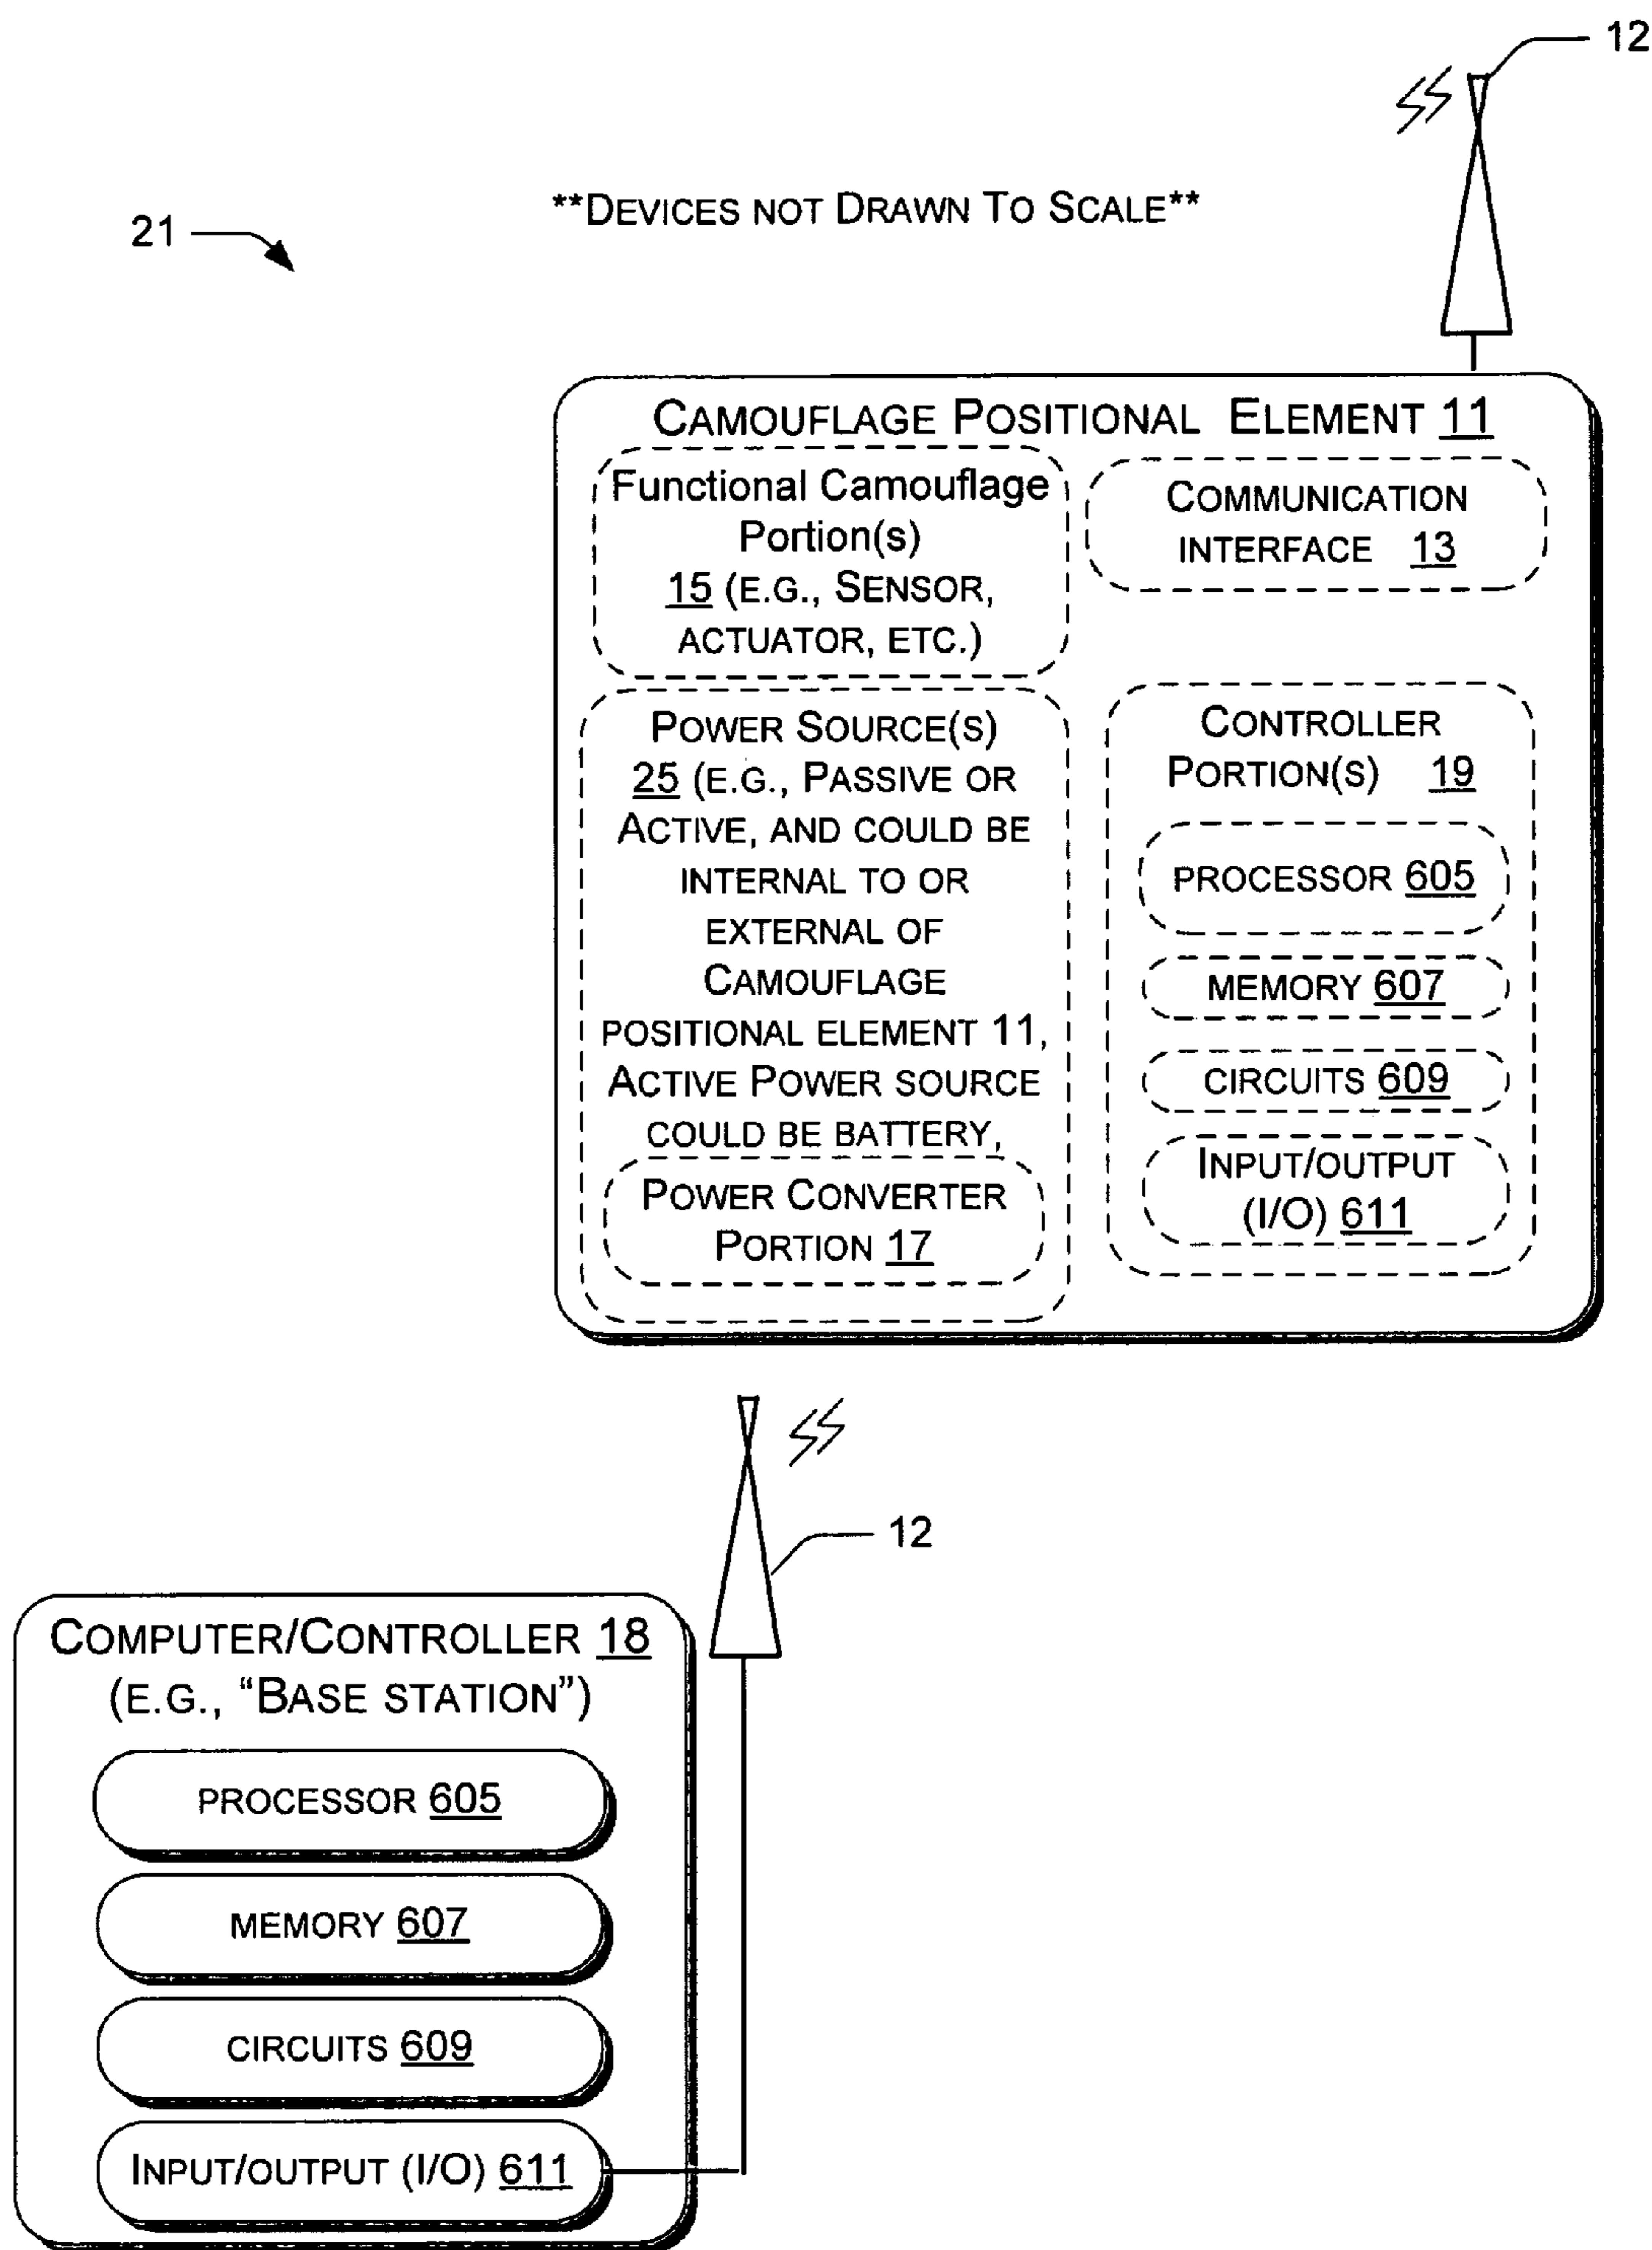 12
**DEVICES NOT DRAWN TO SCALE**
21
CAMOUFLAGE POSITIONAL ELEMENT 11
Functional Camouflage
Portion(s)
15 (E.G., SENSOR,
ACTUATOR, ETC.)
COMMUNICATION
INTERFACE 13
POWER SOURCE(S)
25 (E.G., PASSIVE OR
ACTIVE, AND COULD BE
INTERNAL TO OR
EXTERNAL OF
CAMOUFLAGE
POSITIONAL ELEMENT 11,
ACTIVE POWER SOURCE
COULD BE BATTERY,
POWER CONVERTER
PORTION 17
CONTROLLER
PORTION(S) 19
PROCESSOR 605
MEMORY 607
CIRCUITS 609
INPUT/OUTPUT
(I/O) 611
12
COMPUTER/CONTROLLER 18
(E.G., “BASE STATION”)
PROCESSOR 605
MEMORY 607
CIRCUITS 609
INPUT/OUTPUT (I/O) 611